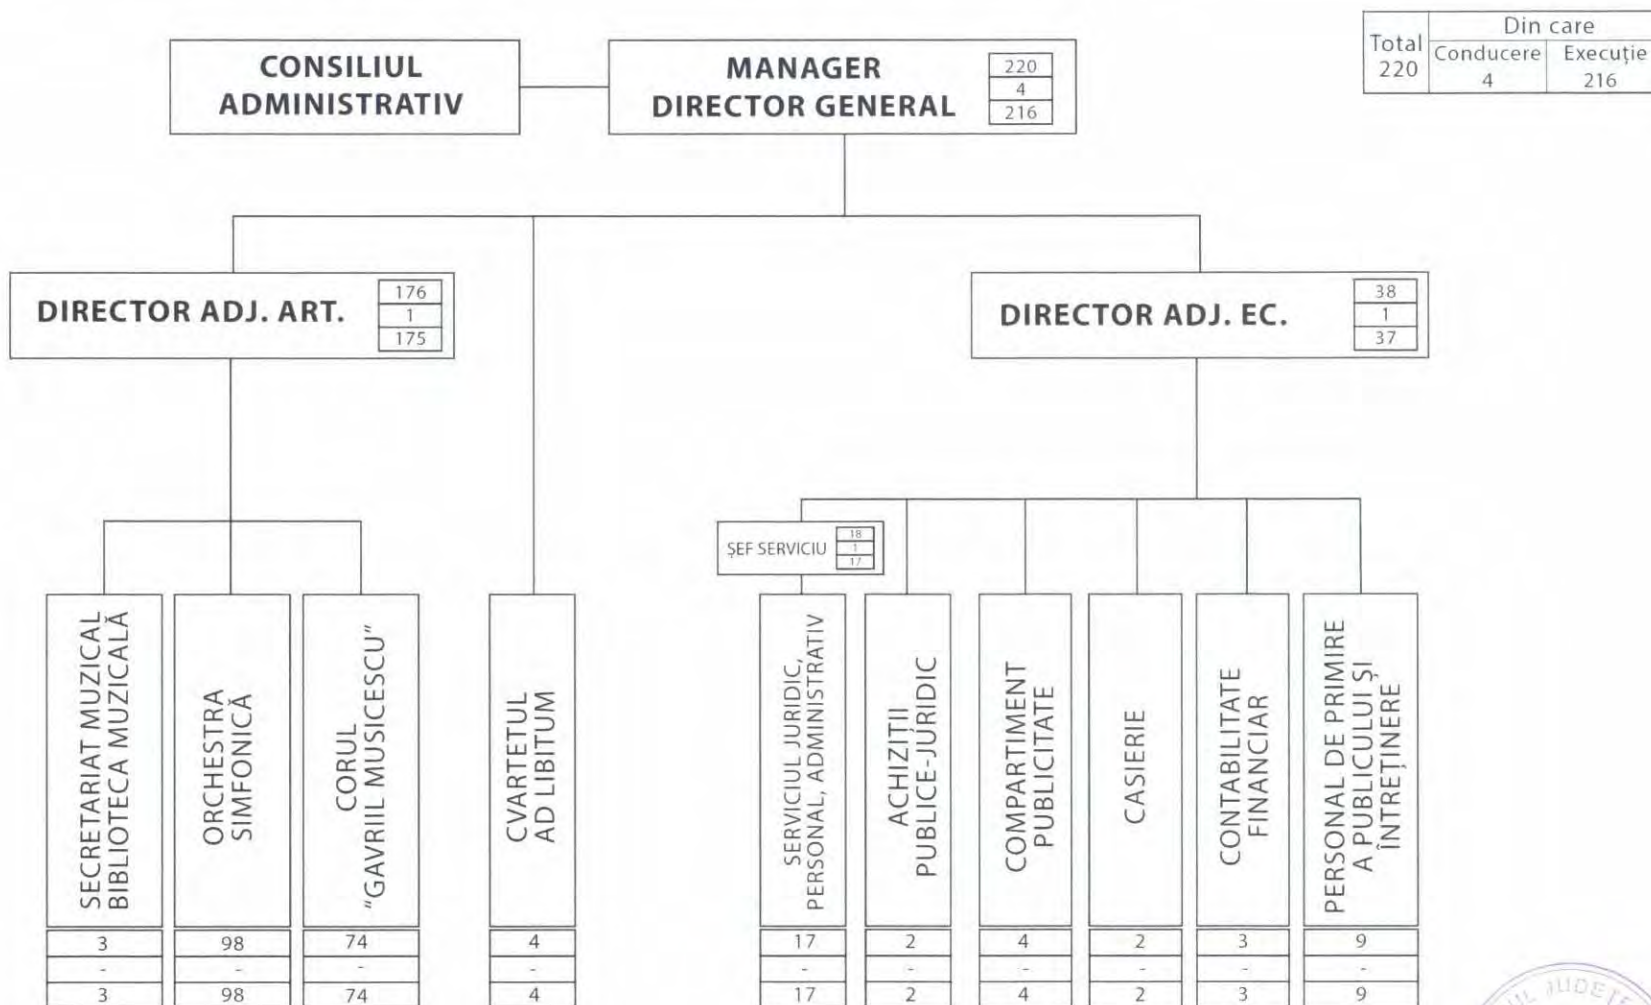 Total
220
Din care
Conducere
Execuție
4
216
CONSILIUL
ADMINISTRATIV
MANAGER
DIRECTOR GENERAL
220
4
216
DIRECTOR ADJ. ART.
176
1
175
DIRECTOR ADJ. EC.
38
1
37
ȘEF SERVICIU
18
1
17
SECRETARIAT MUZICAL
BIBLIOTECA MUZICALĂ
ORCHESTRA
SIMFONICĂ
CORUL
"GAVRIIL MUSICESCU"
CVARTETUL
AD LIBITUM
SERVICIUL JURIDIC,
PERSONAL, ADMINISTRATIV
ACHIZIȚII
PUBLICE-JURIDIC
COMPARTIMENT
PUBLICITATE
CASIERIE
CONTABILITATE
FINANCIAR
PERSONAL DE PRIMIRE
A PUBLICULUI ȘI
ÎNTREȚINERE
3 98 74 4 17 2 4 2 3 9
- - - - - - - - - -
3 98 74 4 17 2 4 2 3 9